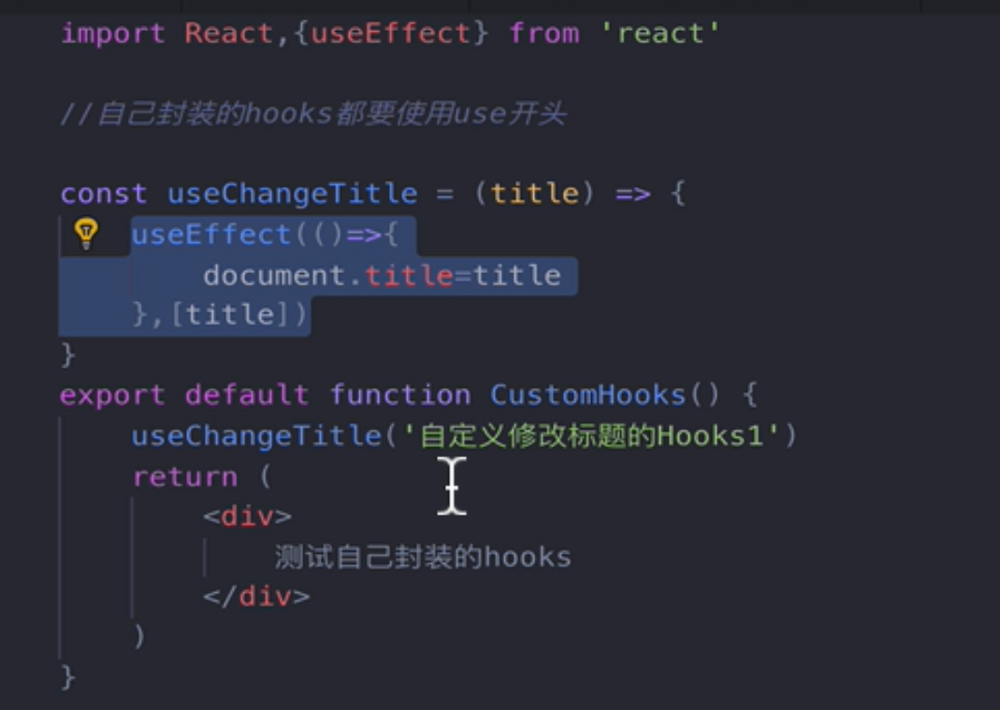 import React,{useEffect} from 'react'
//自己封装的hooks都要使用use开头
const useChangeTitle = (title) => {
useEffect(()=>{
document.title=title
},[title])
}
export default function CustomHooks() {
useChangeTitle('自定义修改标题的Hooks1')
return (
<div>
测试自己封装的hooks
</div>
)
}